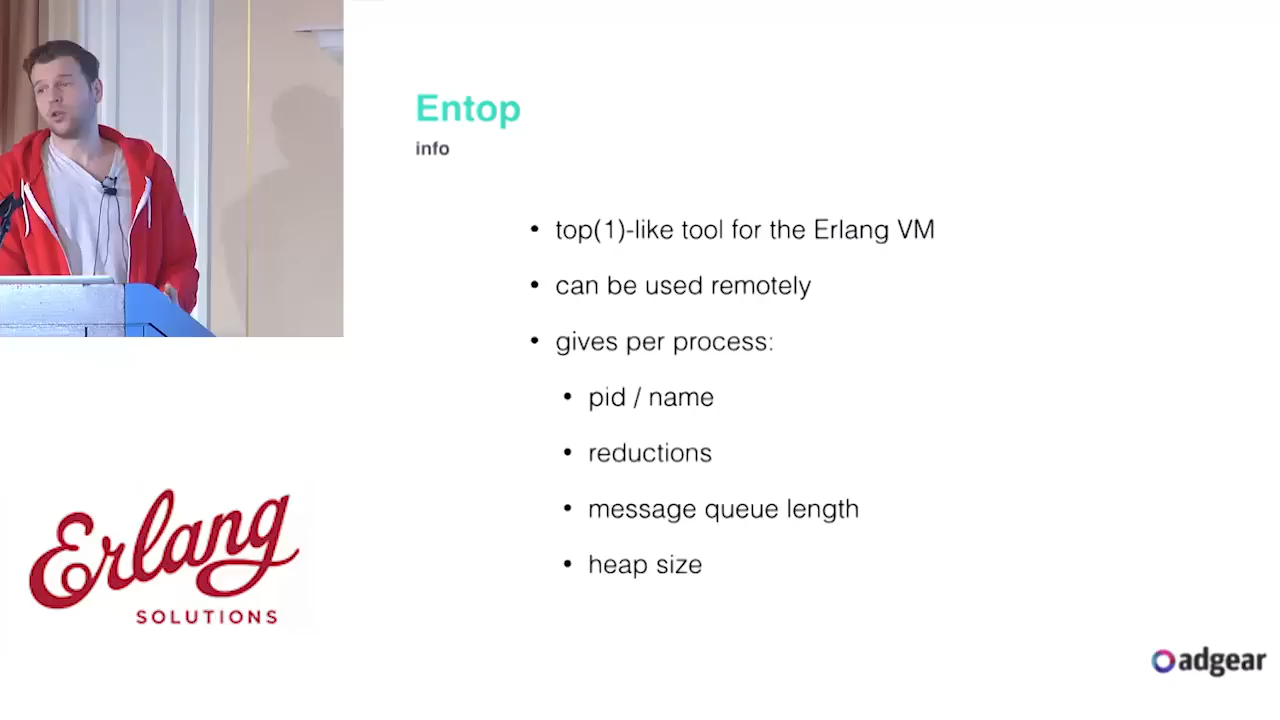 Entop
info
top(1)-like tool for the Erlang VM
can be used remotely
gives per process:
pid / name
reductions
message queue length
heap size
Erlang
SOLUTIONS
adgear